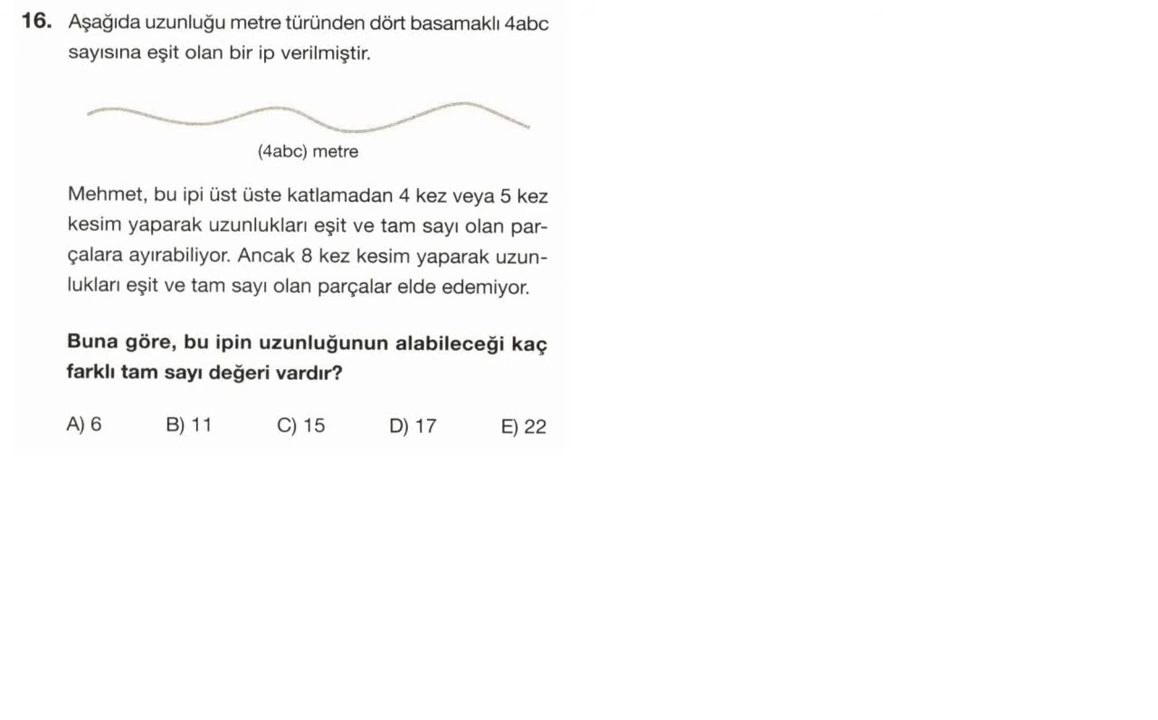 16. Aşağıda uzunluğu metre türünden dört basamaklı 4abc
sayısına eşit olan bir ip verilmiştir.
(4abc) metre
Mehmet, bu ipi üst üste katlamadan 4 kez veya 5 kez
kesim yaparak uzunlukları eşit ve tam sayı olan par-
çalara ayırabiliyor. Ancak 8 kez kesim yaparak uzun-
lukları eşit ve tam sayı olan parçalar elde edemiyor.
Buna göre, bu ipin uzunluğunun alabileceği kaç
farklı tam sayı değeri vardır?
A) 6 B) 11 C) 15 D) 17 E) 22